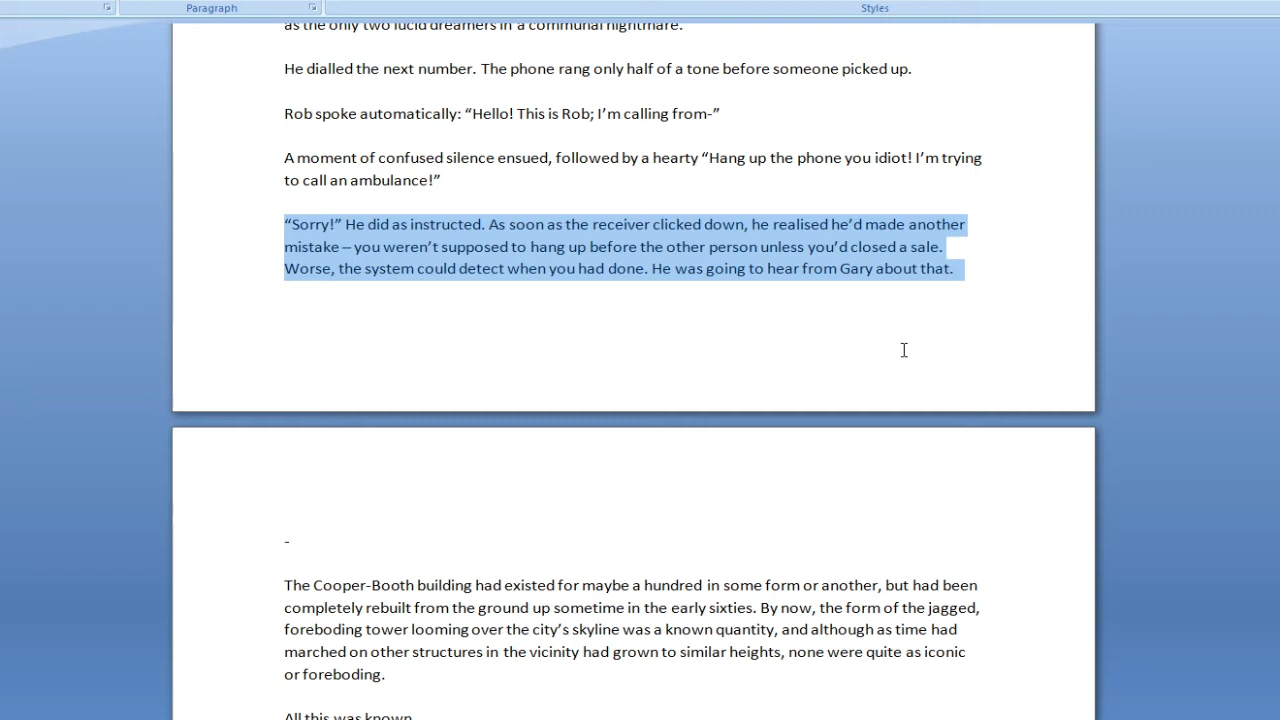 Paragraph
Styles
as the only two lucid dreamers in a communal nightmare.
He dialled the next number. The phone rang only half of a tone before someone picked up.
Rob spoke automatically: “Hello! This is Rob; I’m calling from-”
A moment of confused silence ensued, followed by a hearty “Hang up the phone you idiot! I’m trying
to call an ambulance!”
“Sorry!” He did as instructed. As soon as the receiver clicked down, he realised he’d made another
mistake – you weren’t supposed to hang up before the other person unless you’d closed a sale.
Worse, the system could detect when you had done. He was going to hear from Gary about that.
-
The Cooper-Booth building had existed for maybe a hundred in some form or another, but had been
completely rebuilt from the ground up sometime in the early sixties. By now, the form of the jagged,
foreboding tower looming over the city’s skyline was a known quantity, and although as time had
marched on other structures in the vicinity had grown to similar heights, none were quite as iconic
or foreboding.
All this was known.